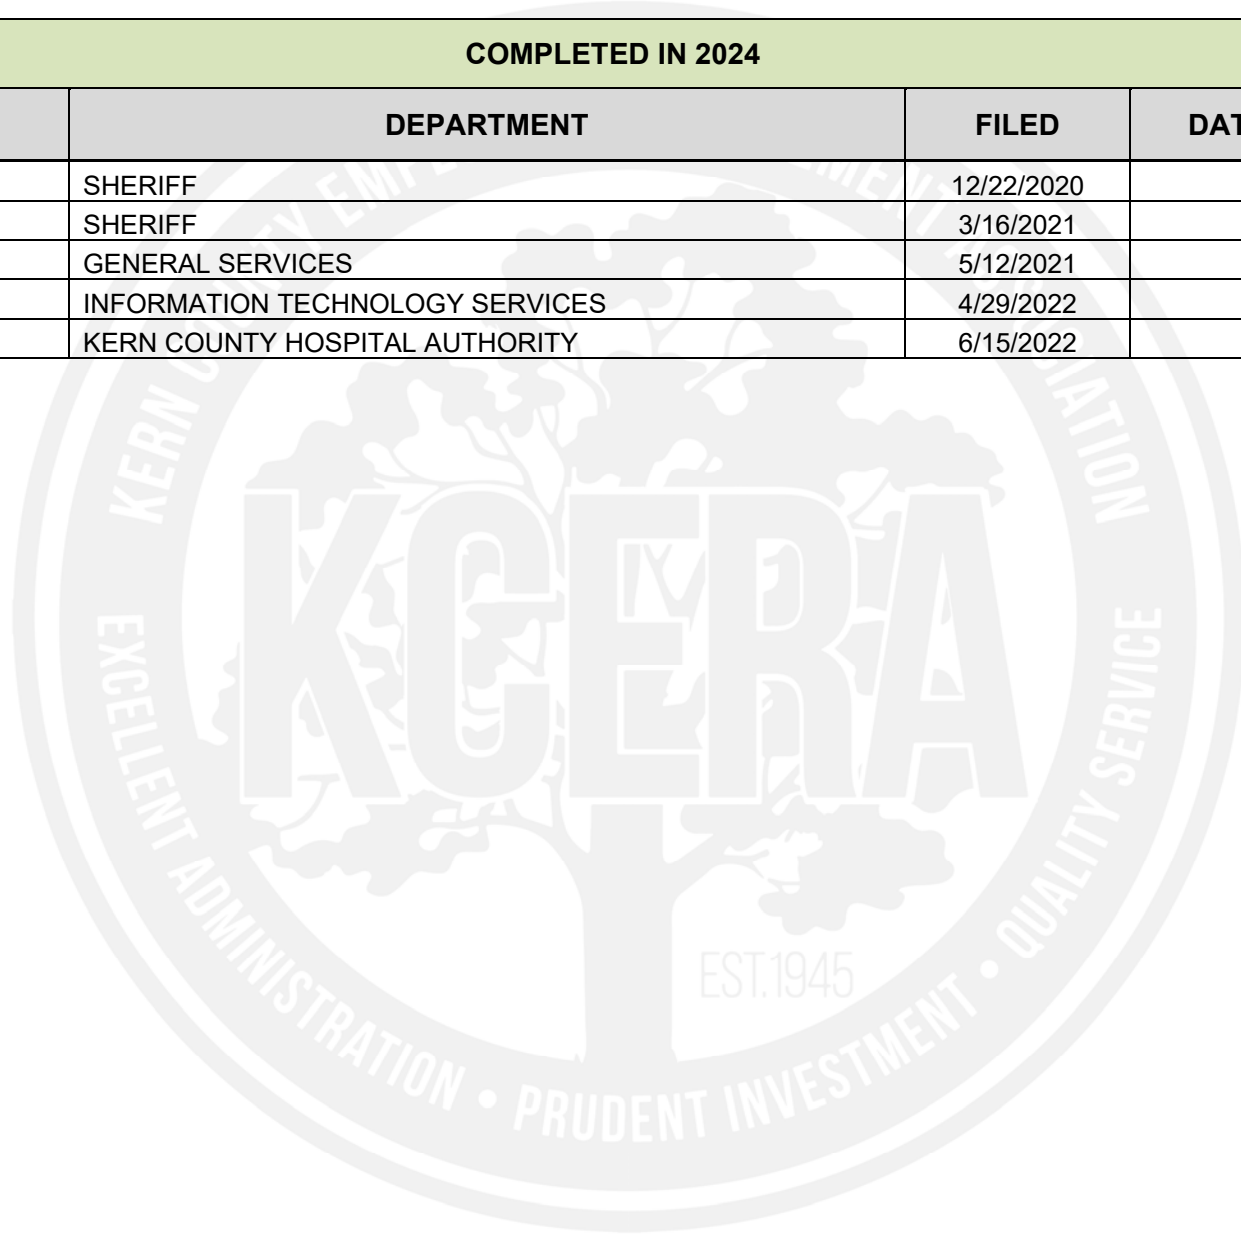 COMPLETED IN 2024
DEPARTMENT FILED DAT
SHERIFF 12/22/2020
SHERIFF 3/16/2021
GENERAL SERVICES 5/12/2021
INFORMATION TECHNOLOGY SERVICES 4/29/2022
KERN COUNTY HOSPITAL AUTHORITY 6/15/2022
KCERA
EST.1945
EXCELLENT ADMINISTRATION • PRUDENT INVESTMENT • QUALITY SERVICE